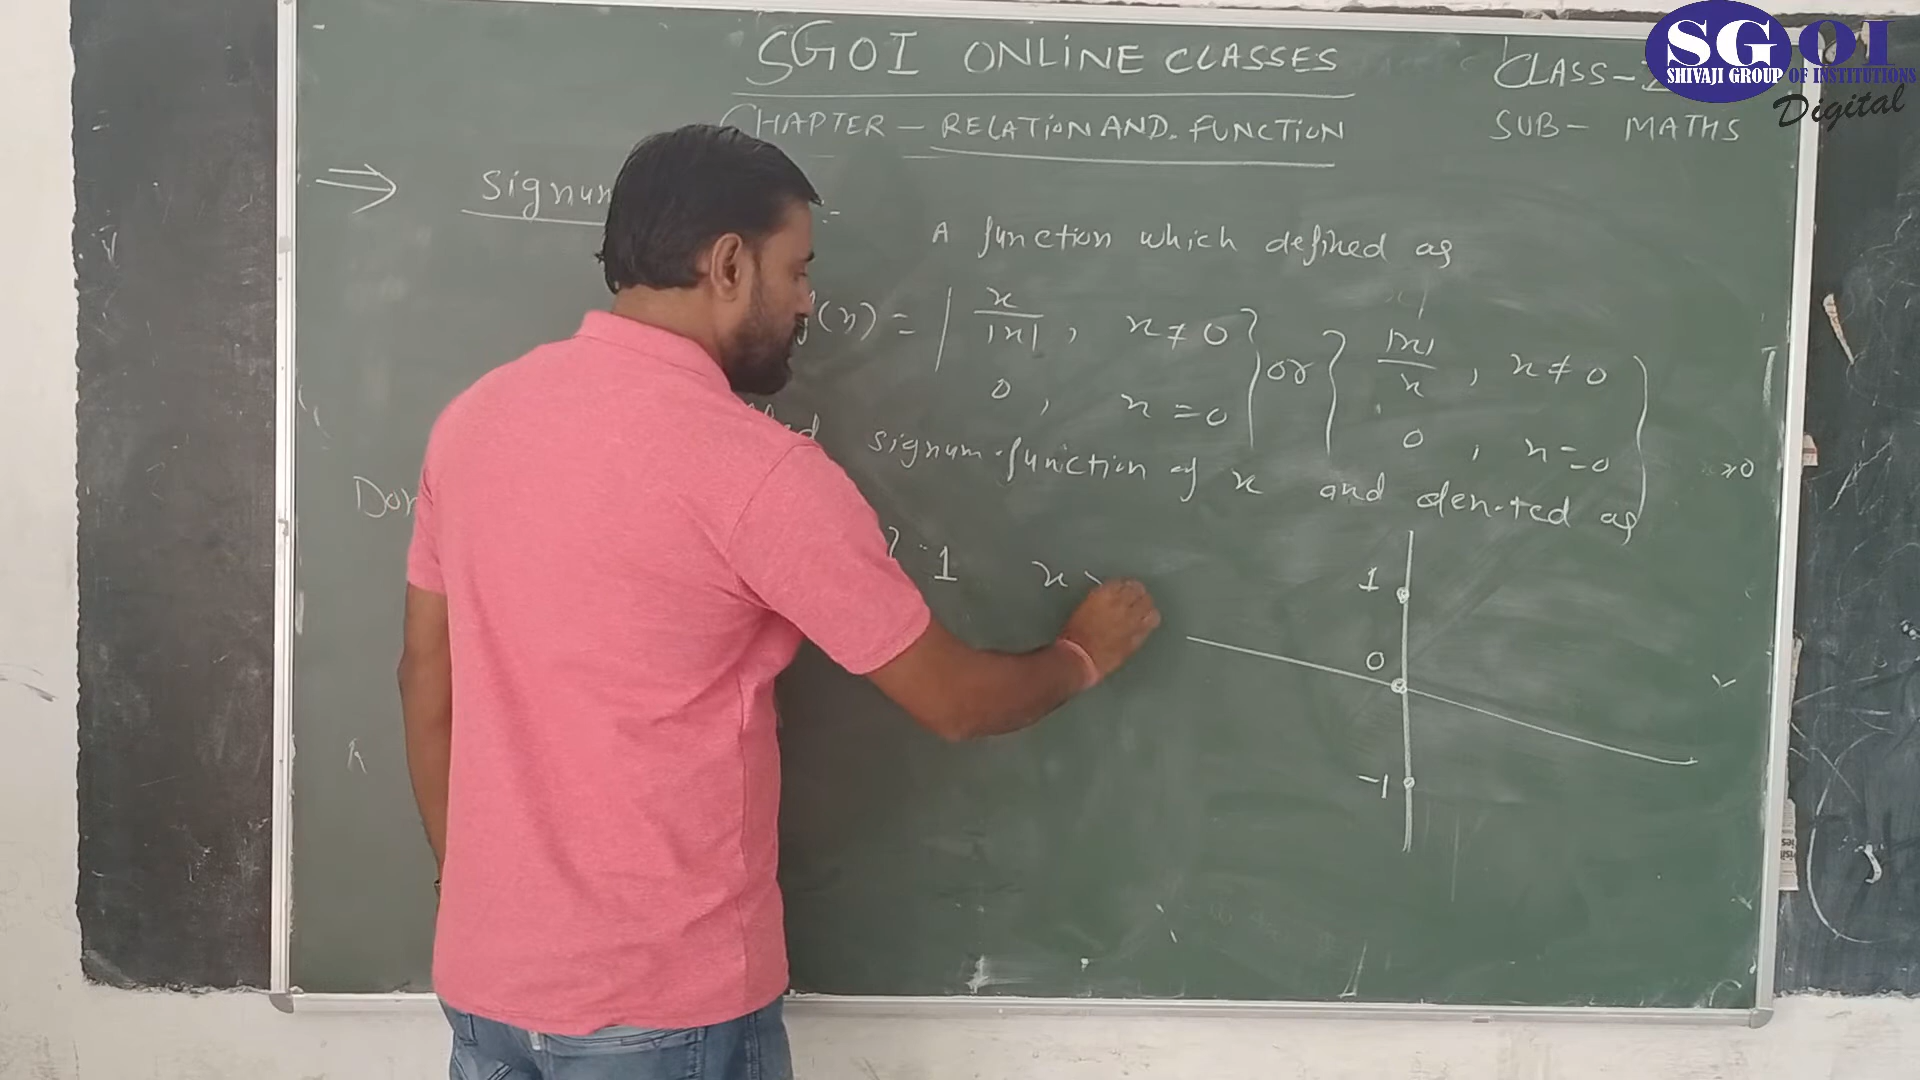 SGOI ONLINE CLASSES
CLASS-
SGOI
SHIVAJI GROUP OF INSTITUTIONS
Digital
CHAPTER - RELATION AND. FUNCTION
SUB- MATHS
⇒ Signum :-
A function which defined as
(x) = | x/|x| , x ≠ 0 } or { |x|/x , x ≠ 0 }
0 , x = 0 0 , x = 0
signum function of x and denoted as
1 x >
1
0
-1